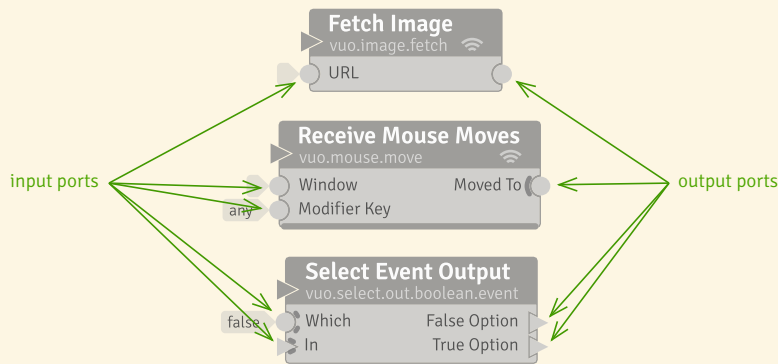 Fetch Image
vuo.image.fetch
URL
Receive Mouse Moves
vuo.mouse.move
input ports
output ports
Window
Moved To
any
Modifier Key
Select Event Output
vuo.select.out.boolean.event
false
Which
False Option
In
True Option